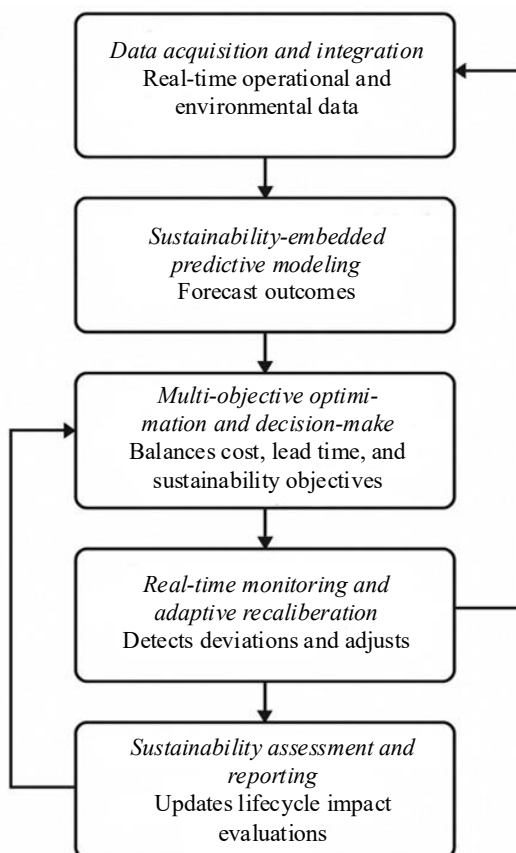 Data acquisition and integration
Real-time operational and
environmental data
Sustainability-embedded
predictive modeling
Forecast outcomes
Multi-objective optimi-
mation and decision-make
Balances cost, lead time, and
sustainability objectives
Real-time monitoring and
adaptive recaliberation
Detects deviations and adjusts
Sustainability assessment and
reporting
Updates lifecycle impact
evaluations